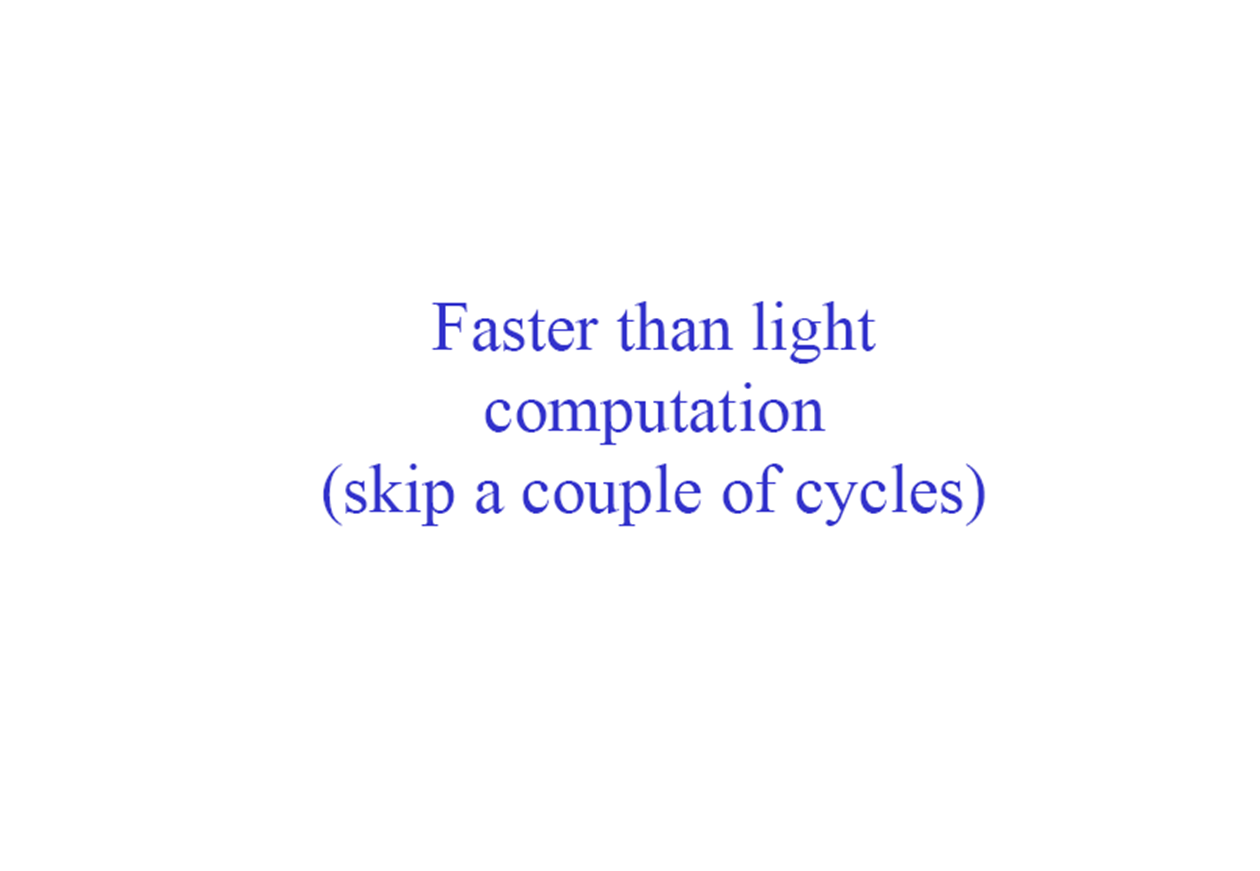 Faster than light
computation
(skip a couple of cycles)